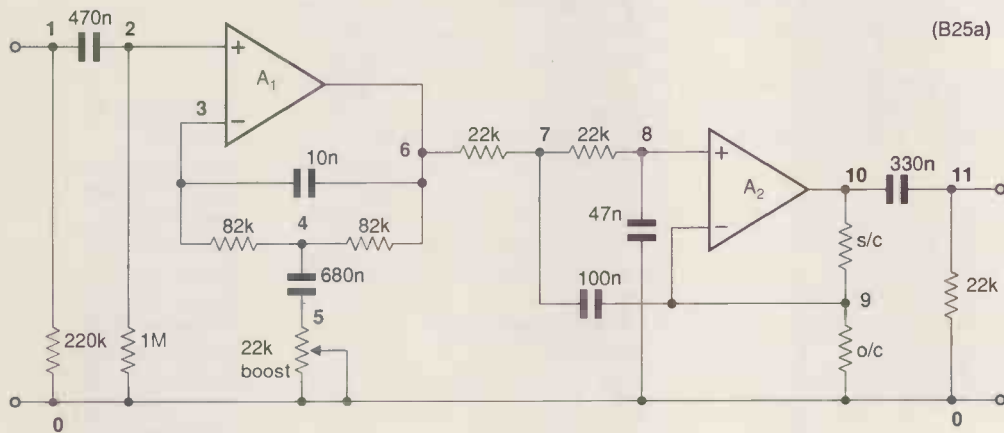 470n
1
2
(B25a)
+
A1
3
−
6
22k
7
22k
8
10n
+
10
330n
11
A2
4
82k
82k
47n
−
s/c
680n
100n
9
22k
5
220k
1M
22k
boost
o/c
0
0